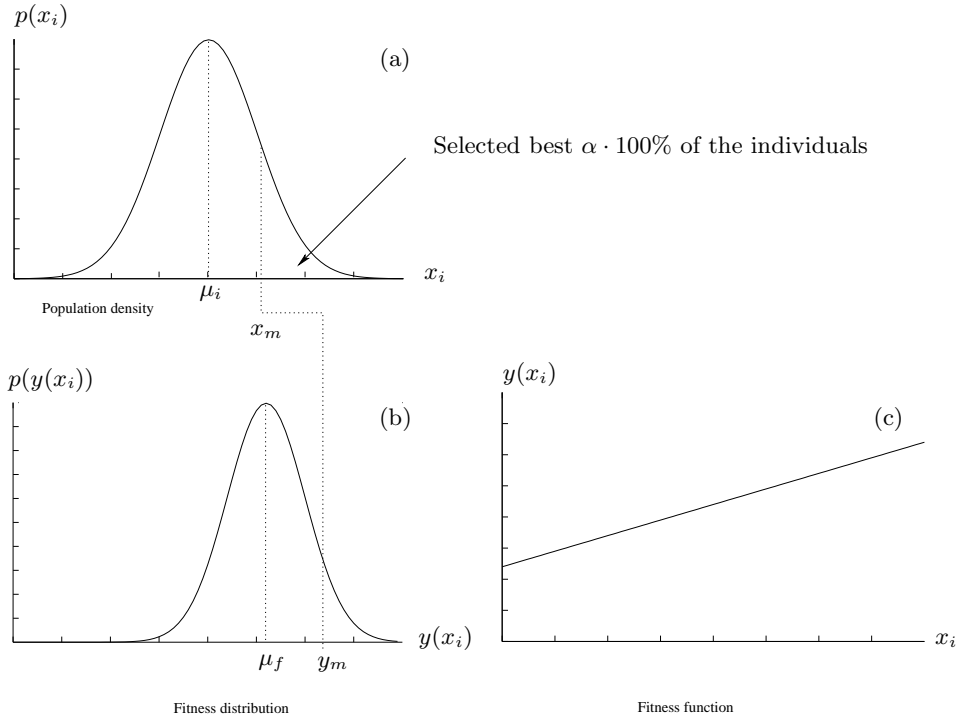 p(x_i)
(a)
Selected best α · 100% of the individuals
x_i
μ_i
Population density
x_m
p(y(x_i))
(b)
y(x_i)
μ_f
y_m
Fitness distribution
y(x_i)
(c)
x_i
Fitness function